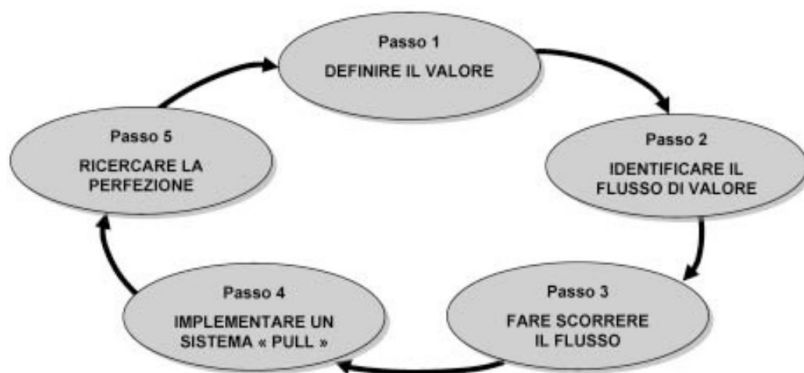 Passo 1
DEFINIRE IL VALORE
Passo 2
IDENTIFICARE IL
FLUSSO DI VALORE
Passo 3
FARE SCORRERE
IL FLUSSO
Passo 4
IMPLEMENTARE UN
SISTEMA « PULL »
Passo 5
RICERCARE LA
PERFEZIONE